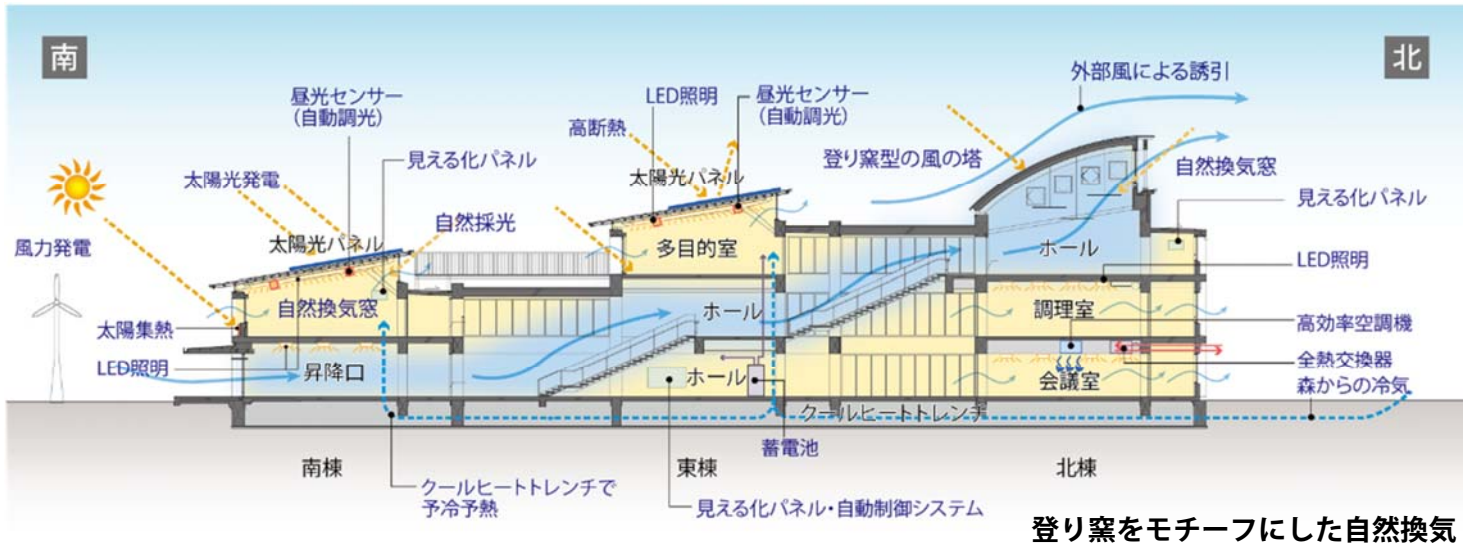 南
北
外部風による誘引
昼光センサー
(自動調光)
LED照明
昼光センサー
(自動調光)
高断熱
見える化パネル
登り窯型の風の塔
自然換気窓
太陽光発電
太陽光パネル
見える化パネル
自然採光
風力発電
太陽光パネル
多目的室
ホール
LED照明
自然換気窓
ホール
調理室
太陽集熱
高効率空調機
LED照明
昇降口
ホール
会議室
全熱交換器
森からの冷気
クールヒートトレンチ
蓄電池
南棟
東棟
北棟
クールヒートトレンチで
予冷予熱
見える化パネル・自動制御システム
登り窯をモチーフにした自然換気